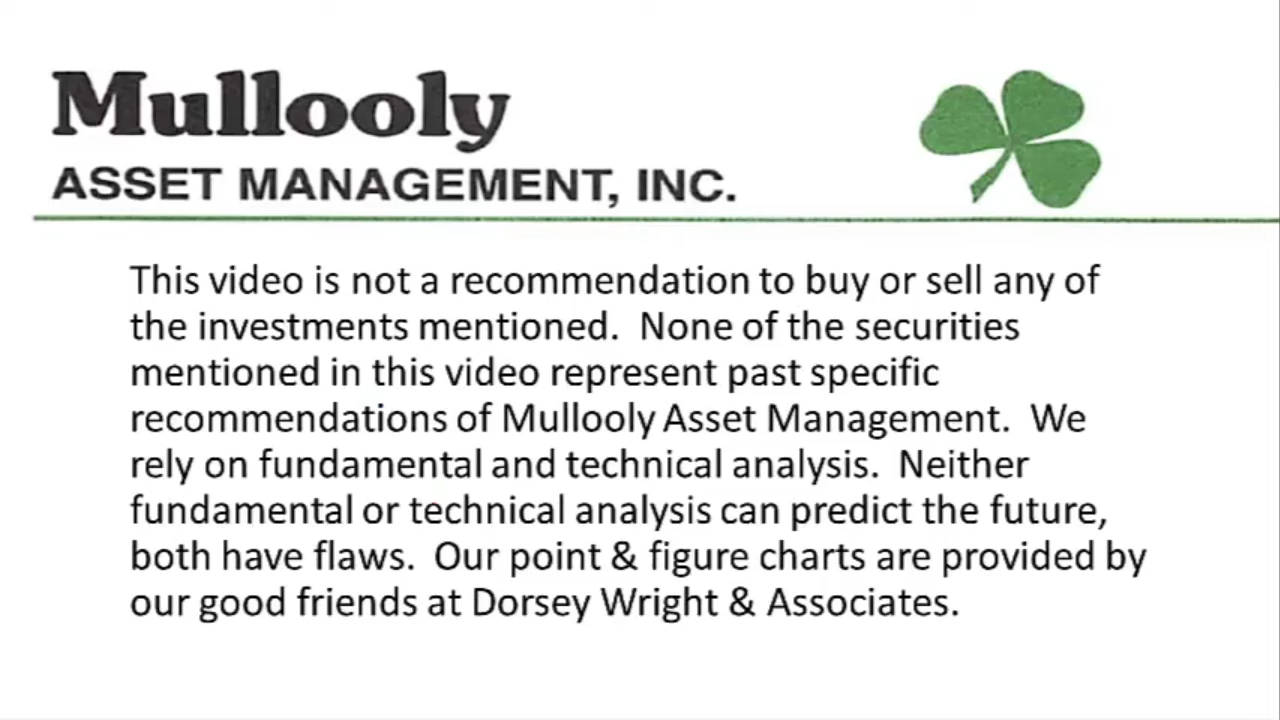 Mullooly
ASSET MANAGEMENT, INC.
This video is not a recommendation to buy or sell any of
the investments mentioned.  None of the securities
mentioned in this video represent past specific
recommendations of Mullooly Asset Management.  We
rely on fundamental and technical analysis.  Neither
fundamental or technical analysis can predict the future,
both have flaws.  Our point & figure charts are provided by
our good friends at Dorsey Wright & Associates.